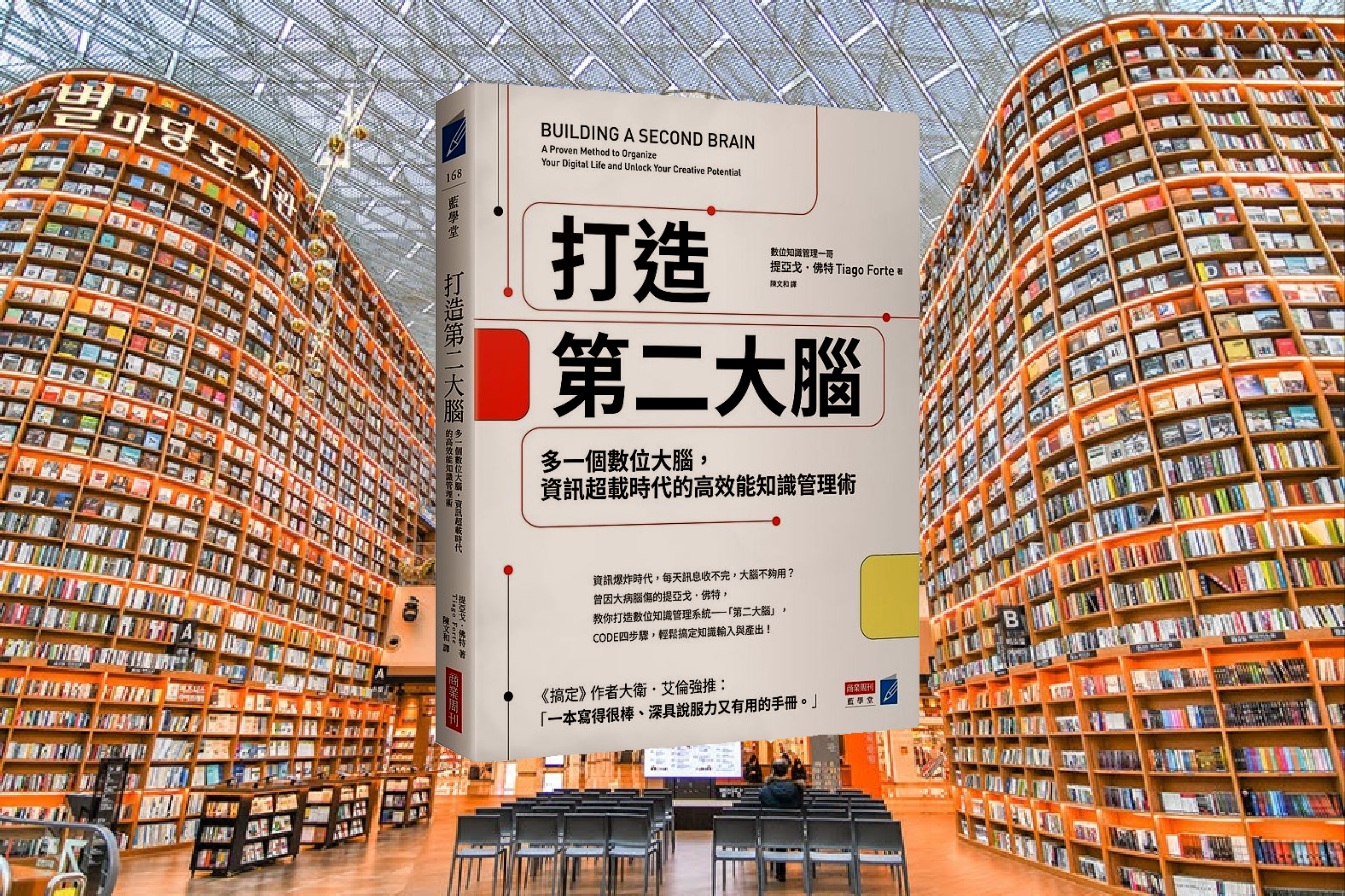 별마당 도서관
168
藍學堂
打造第二大腦
多一個數位大腦,資訊超載時代
的高效能知識管理術
提亞戈・佛特 著
Tiago Forte
陳文和 譯
商業周刊
BUILDING A SECOND BRAIN
A Proven Method to Organize
Your Digital Life and Unlock Your Creative Potential
打造
數位知識管理一哥
提亞戈・佛特 Tiago Forte 著
陳文和 譯
第二大腦
多一個數位大腦,
資訊超載時代的高效能知識管理術
資訊爆炸時代,每天訊息收不完,大腦不夠用?
曾因大病腦傷的提亞戈・佛特,
教你打造數位知識管理系統——「第二大腦」,
CODE四步驟,輕鬆搞定知識輸入與產出!
《搞定》作者大衛・艾倫強推:
「一本寫得很棒、深具說服力又有用的手冊。」
商業周刊
藍學堂
A
A
B